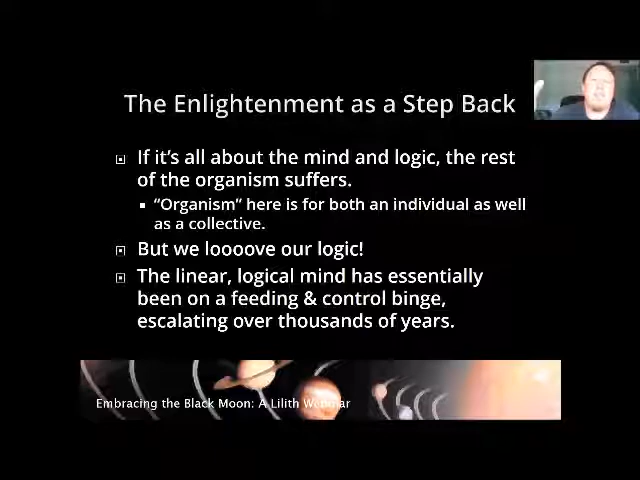 The Enlightenment as a Step Back
If it's all about the mind and logic, the rest
of the organism suffers.
"Organism" here is for both an individual as well
as a collective.
But we loooove our logic!
The linear, logical mind has essentially
been on a feeding & control binge,
escalating over thousands of years.
Embracing the Black Moon: A Lilith Webinar